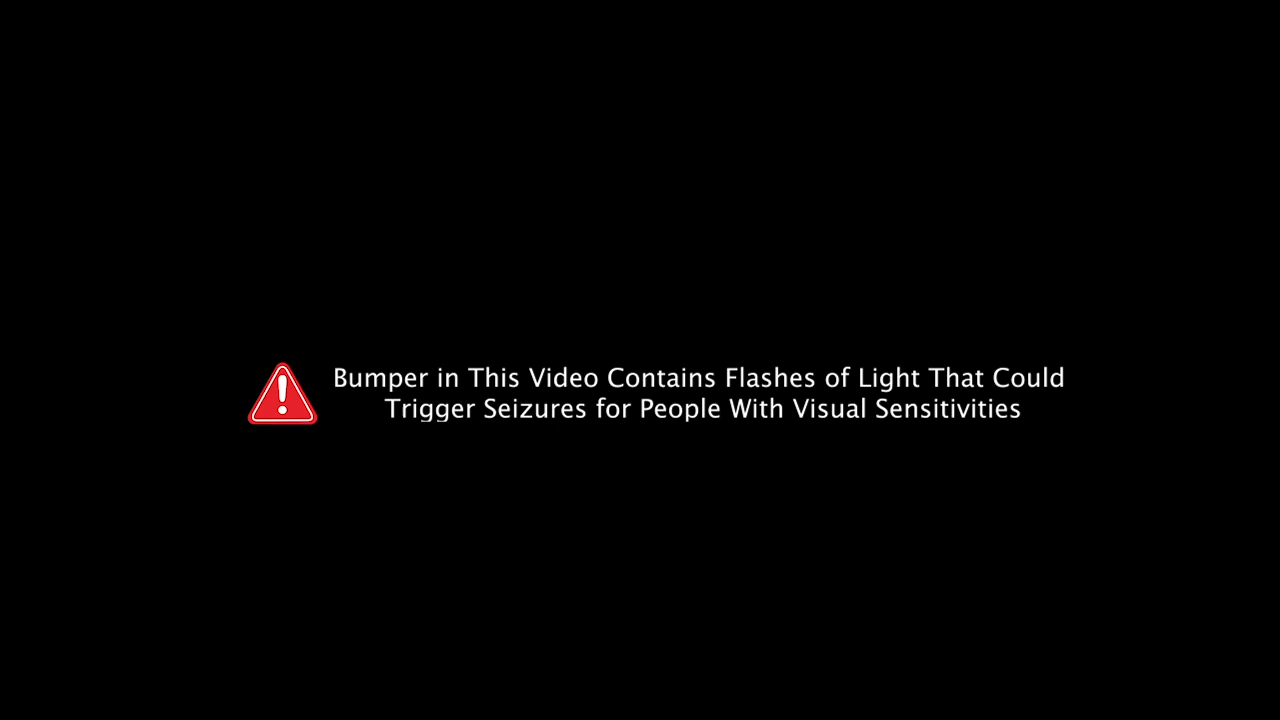 Bumper in This Video Contains Flashes of Light That Could
Trigger Seizures for People With Visual Sensitivities